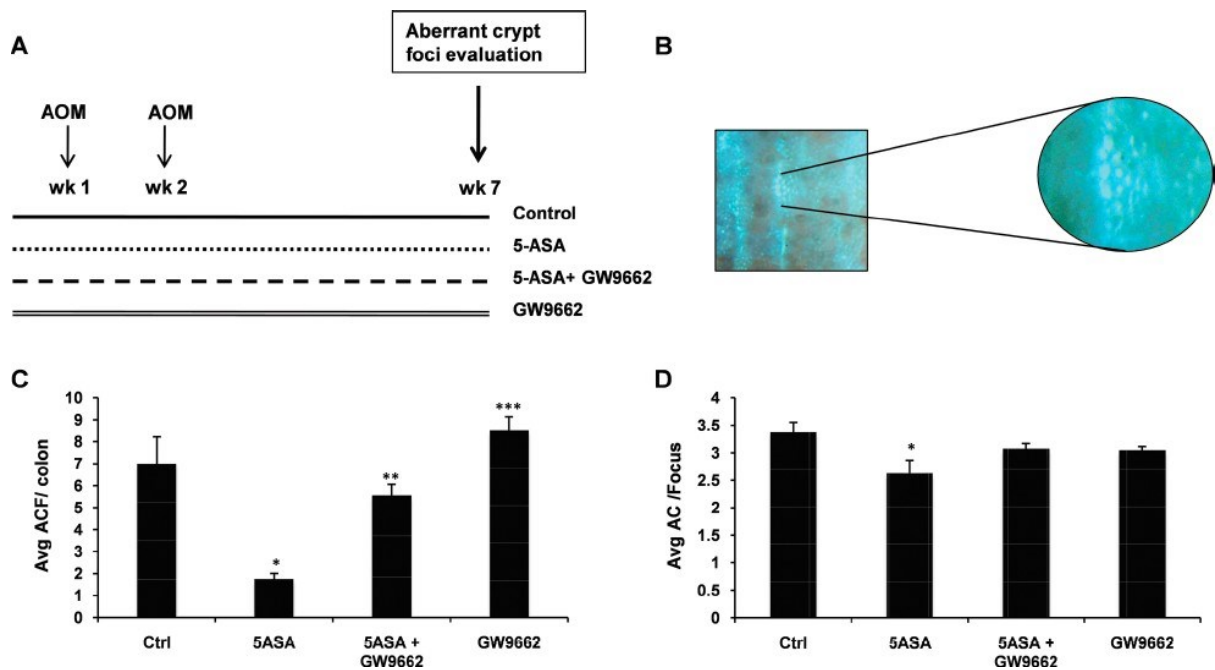 A
Aberrant crypt
foci evaluation
AOM
AOM
wk 1
wk 2
wk 7
Control
5-ASA
5-ASA+ GW9662
GW9662
B
C
Avg ACF/ colon
10
9
8
7
6
5
4
3
2
1
0
*
**
***
Ctrl
5ASA
5ASA +
GW9662
GW9662
D
Avg AC /Focus
4
3.5
3
2.5
2
1.5
1
0.5
0
*
Ctrl
5ASA
5ASA +
GW9662
GW9662